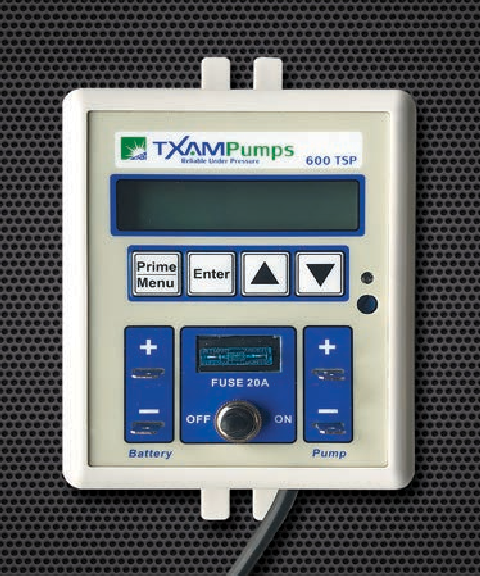 TXAMPumps
Reliable Under Pressure
600 TSP
Prime Menu
Enter
+ +
FUSE 20A
OFF ON
- -
Battery Pump